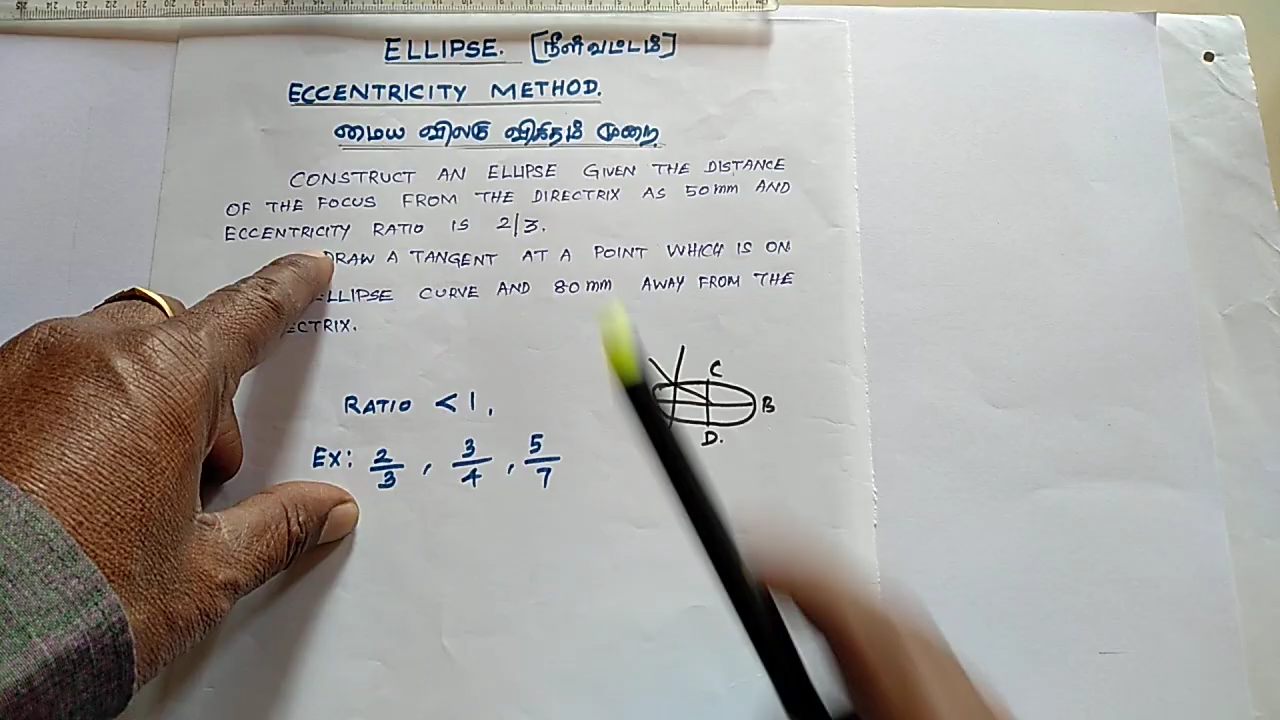 ELLIPSE. [நீள்வட்டம்]
ECCENTRICITY METHOD.
மைய விலகு விகிதம் முறை
CONSTRUCT AN ELLIPSE GIVEN THE DISTANCE
OF THE FOCUS FROM THE DIRECTRIX AS 50mm AND
ECCENTRICITY RATIO IS 2/3.
DRAW A TANGENT AT A POINT WHICH IS ON
ELLIPSE CURVE AND 80mm AWAY FROM THE
ECTRIX.
RATIO < 1,
EX: 2/3, 3/4, 5/7
C
B
D.